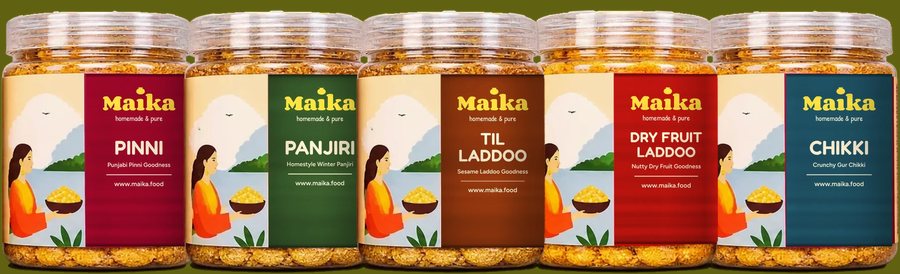 Maika
homemade & pure
PINNI
Punjabi Pinni Goodness
www.maika.food
Maika
homemade & pure
PANJIRI
Homestyle Winter Panjiri
www.maika.food
Maika
homemade & pure
TIL
LADDOO
Sesame Laddoo Goodness
www.maika.food
Maika
homemade & pure
DRY FRUIT
LADDOO
Nutty Dry Fruit Goodness
www.maika.food
Maika
homemade & pure
CHIKKI
Crunchy Gur Chikki
www.maika.food